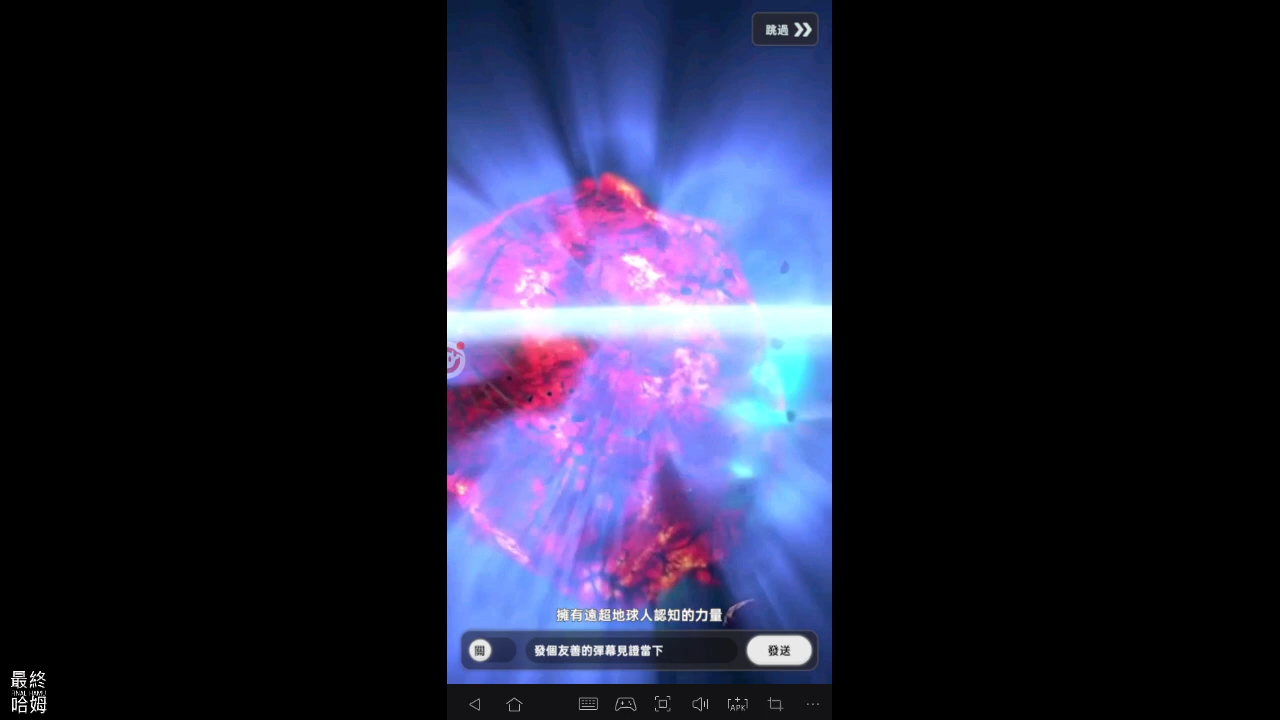 跳過
擁有遠超地球人認知的力量
關
發個友善的彈幕見證當下
發送
APK
最終
哈姆